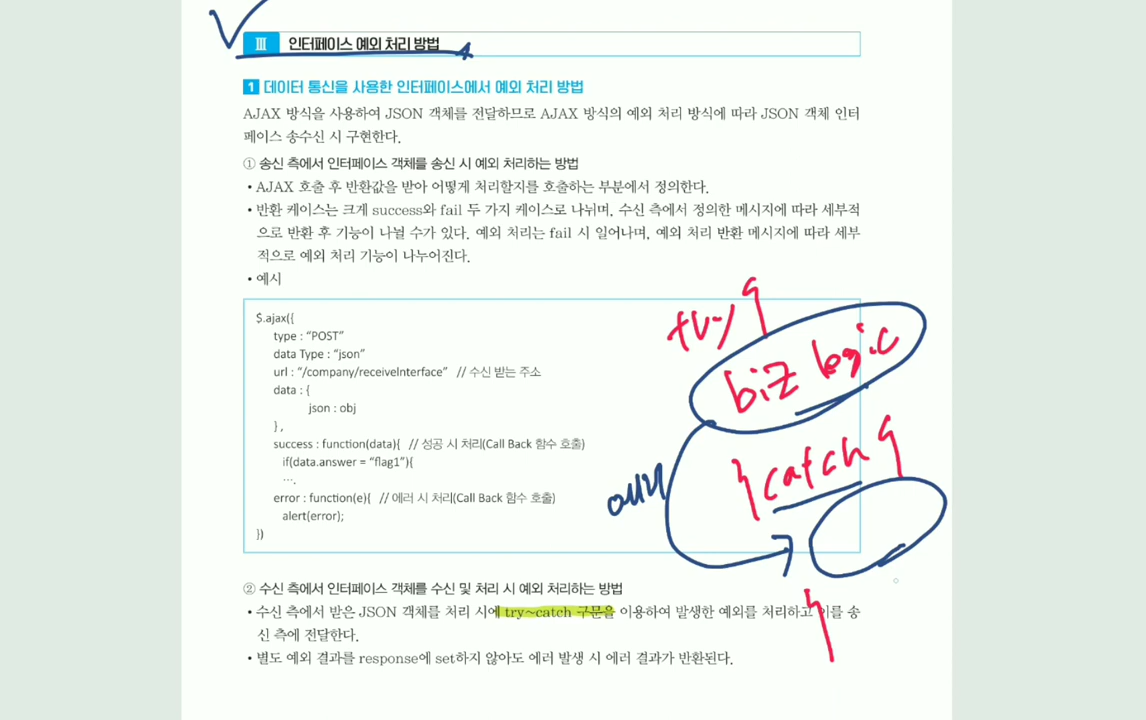 Ⅲ 인터페이스 예외 처리 방법
1 데이터 통신을 사용한 인터페이스에서 예외 처리 방법
AJAX 방식을 사용하여 JSON 객체를 전달하므로 AJAX 방식의 예외 처리 방식에 따라 JSON 객체 인터
페이스 송수신 시 구현한다.
① 송신 측에서 인터페이스 객체를 송신 시 예외 처리하는 방법
• AJAX 호출 후 반환값을 받아 어떻게 처리할지를 호출하는 부분에서 정의한다.
• 반환 케이스는 크게 success와 fail 두 가지 케이스로 나뉘며, 수신 측에서 정의한 메시지에 따라 세부적
으로 반환 후 기능이 나뉠 수가 있다. 예외 처리는 fail 시 일어나며, 예외 처리 반환 메시지에 따라 세부
적으로 예외 처리 기능이 나누어진다.
• 예시
$.ajax({
type : “POST”
data Type : “json”
url : “/company/receiveInterface” // 수신 받는 주소
data : {
json : obj
} ,
success : function(data){ // 성공 시 처리(Call Back 함수 호출)
if(data.answer = “flag1”){
….
error : function(e){ // 에러 시 처리(Call Back 함수 호출)
alert(error);
})
try {
biz logic
} catch {
에러
}
② 수신 측에서 인터페이스 객체를 수신 및 처리 시 예외 처리하는 방법
• 수신 측에서 받은 JSON 객체를 처리 시에 try~catch 구문을 이용하여 발생한 예외를 처리하고 이를 송
신 측에 전달한다.
• 별도 예외 결과를 response에 set하지 않아도 에러 발생 시 에러 결과가 반환된다.